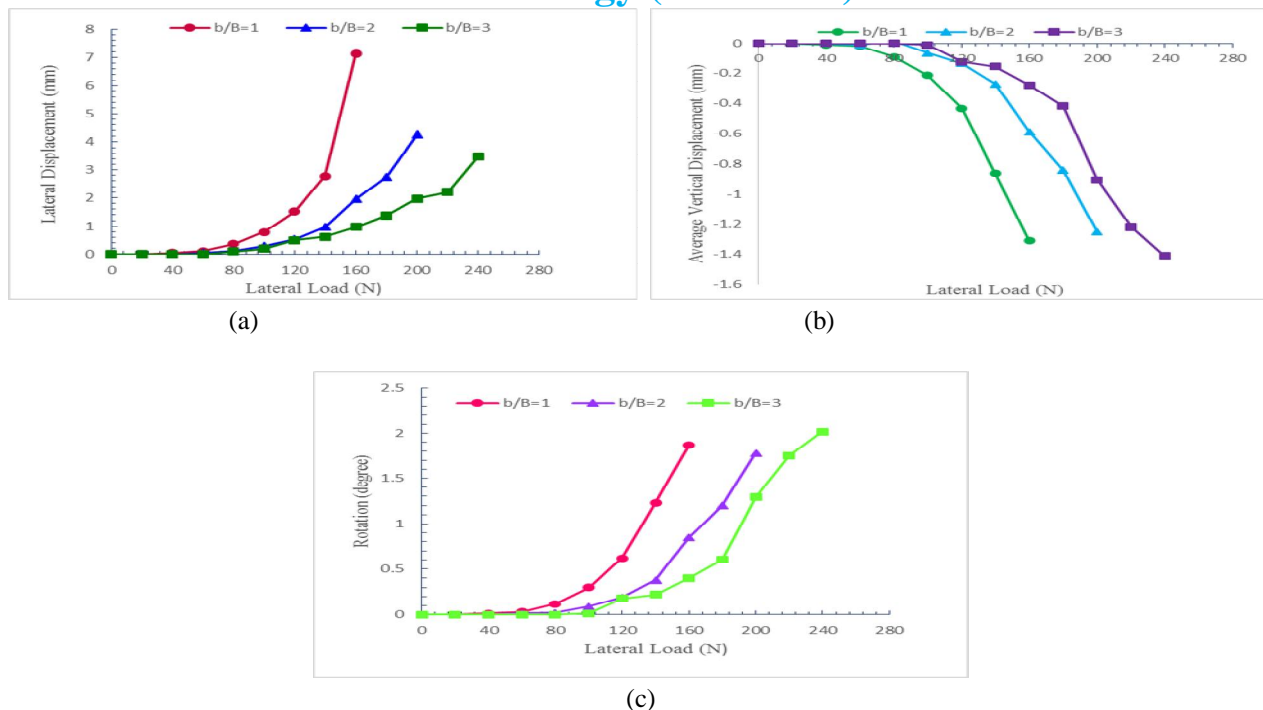 b/B=1 b/B=2 b/B=3
8
7
6
5
4
3
2
1
0
Lateral Displacement (mm)
0 40 80 120 160 200 240 280
Lateral Load (N)
(a)
b/B=1 b/B=2 b/B=3
0
-0.2
-0.4
-0.6
-0.8
-1
-1.2
-1.4
-1.6
Average Vertical Displacement (mm)
0 40 80 120 160 200 240 280
Lateral Load (N)
(b)
b/B=1 b/B=2 b/B=3
2.5
2
1.5
1
0.5
0
Rotation (degree)
0 40 80 120 160 200 240 280
Lateral Load (N)
(c)